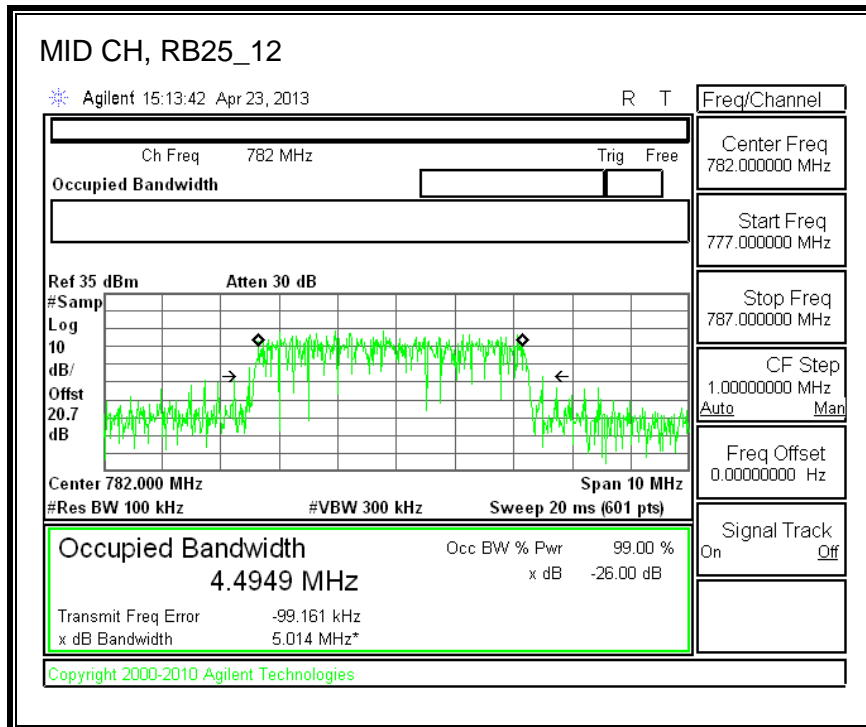 MID CH, RB25_12
Agilent 15:13:42 Apr 23, 2013 R T
Freq/Channel
Ch Freq 782 MHz Trig Free
Occupied Bandwidth
Center Freq
782.000000 MHz
Start Freq
777.000000 MHz
Stop Freq
787.000000 MHz
CF Step
1.00000000 MHz
Auto Man
Freq Offset
0.00000000 Hz
Signal Track
On Off
Ref 35 dBm Atten 30 dB
#Samp
Log
10
dB/
Offst
20.7
dB
Center 782.000 MHz Span 10 MHz
#Res BW 100 kHz #VBW 300 kHz Sweep 20 ms (601 pts)
Occupied Bandwidth
4.4949 MHz
Occ BW % Pwr 99.00 %
x dB -26.00 dB
Transmit Freq Error -99.161 kHz
x dB Bandwidth 5.014 MHz*
Copyright 2000-2010 Agilent Technologies